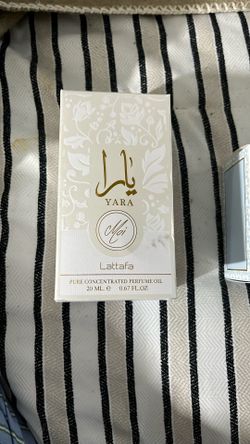 يارا
YARA
Moi
Lattafa
PURE CONCENTRATED PERFUME OIL
20 ML. ℮ 0.67 FL.OZ.